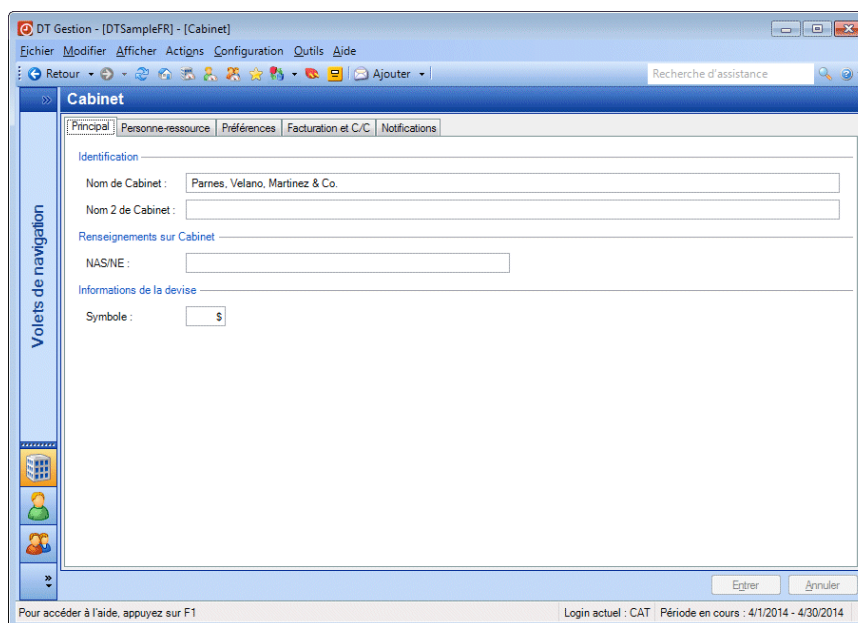 DT Gestion - [DTSampleFR] - [Cabinet]
Fichier Modifier Afficher Actions Configuration Outils Aide
Retour Ajouter Recherche d'assistance
Cabinet
Principal Personne-ressource Préférences Facturation et C/C Notifications
Identification
Nom de Cabinet : Parnes, Velano, Martinez & Co.
Nom 2 de Cabinet :
Renseignements sur Cabinet
NAS/NE :
Informations de la devise
Symbole : $
Volets de navigation
Entrer Annuler
Pour accéder à l'aide, appuyez sur F1 Login actuel : CAT Période en cours : 4/1/2014 - 4/30/2014